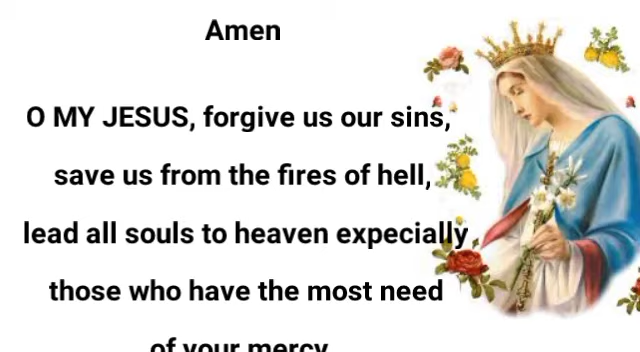 Amen
O MY JESUS, forgive us our sins,
save us from the fires of hell,
lead all souls to heaven expecially
those who have the most need
of your mercy